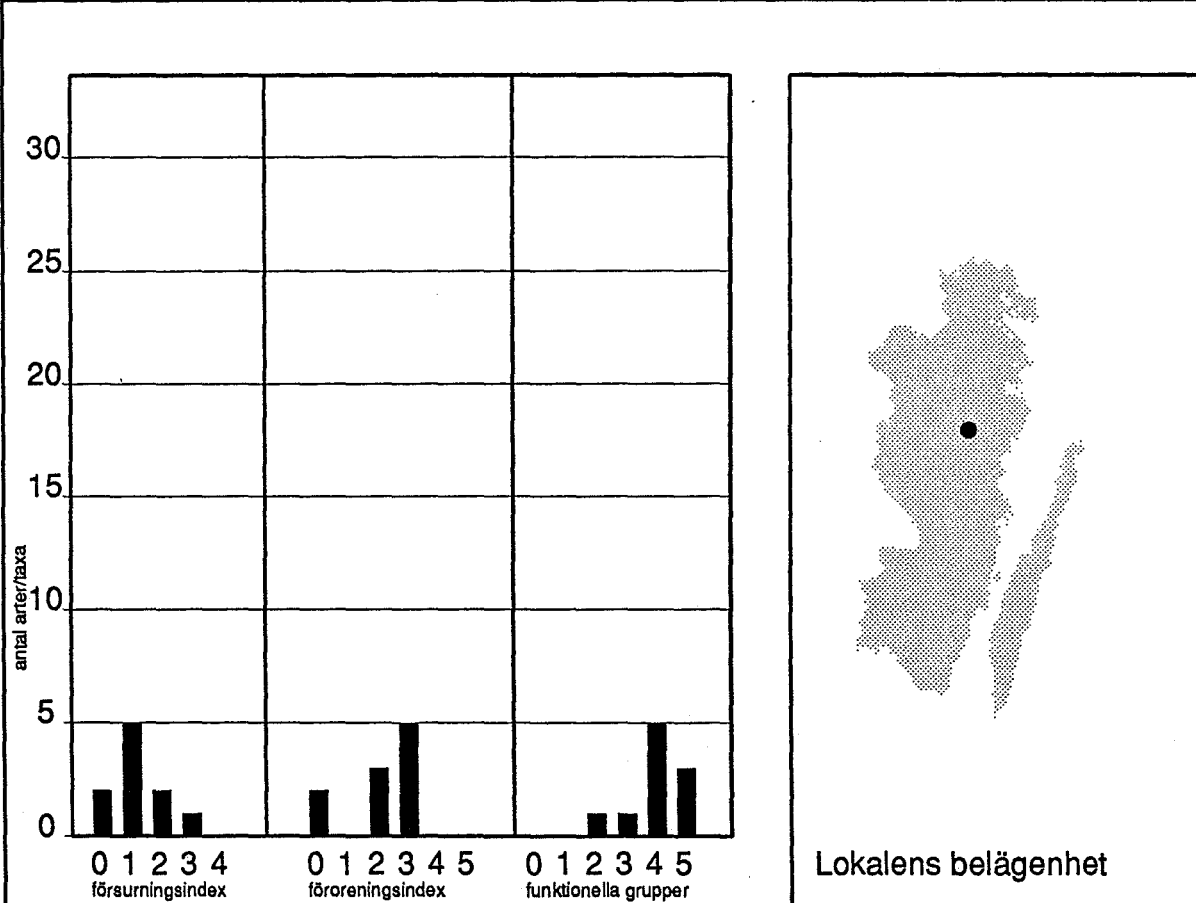 30
25
20
15
10
5
0
antal arter/taxa
0 1 2 3 4
försurningsindex
0 1 2 3 4 5
föroreningsindex
0 1 2 3 4 5
funktionella grupper
Lokalens belägenhet